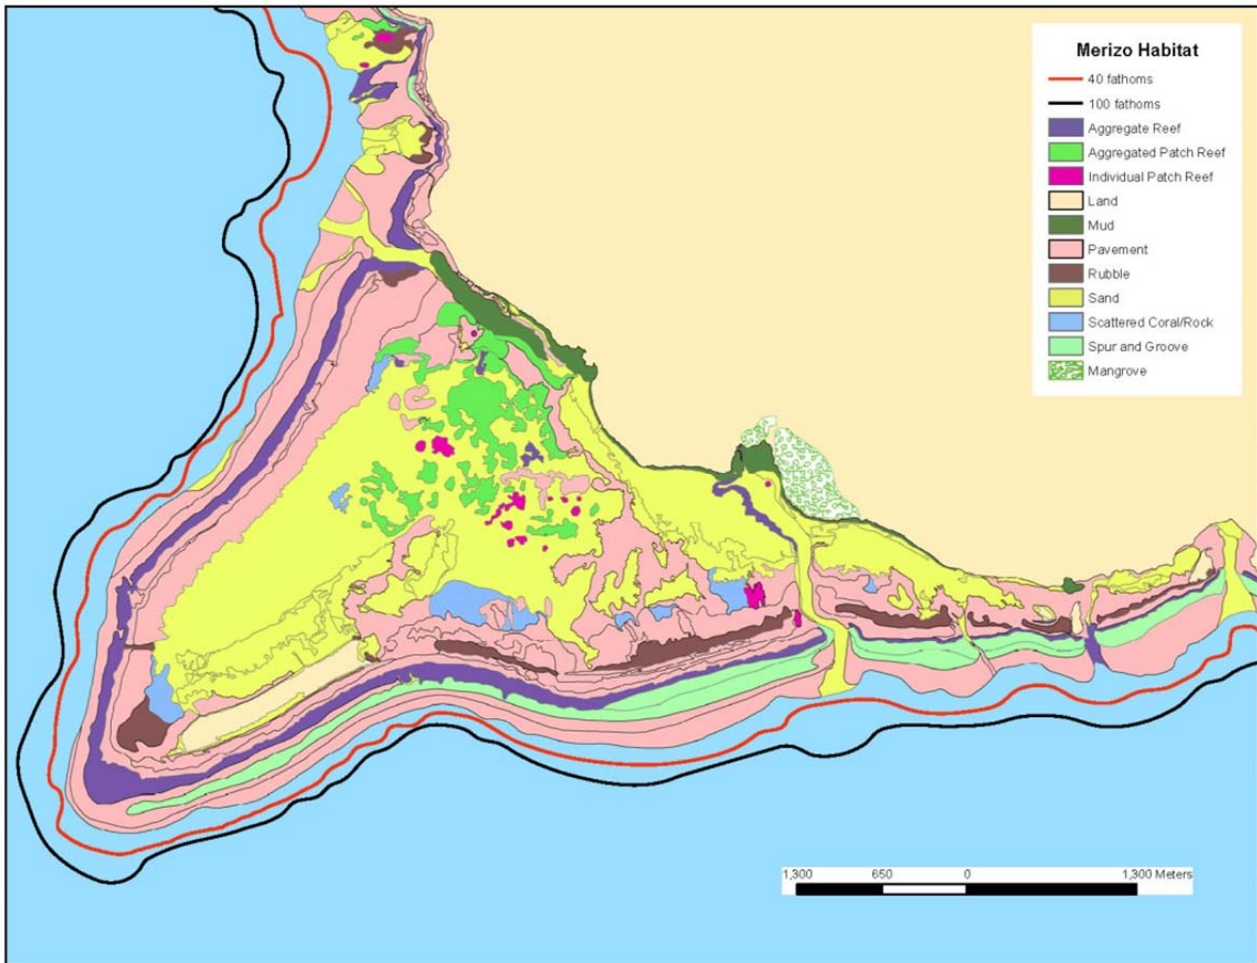 Merizo Habitat
40 fathoms
100 fathoms
Aggregate Reef
Aggregated Patch Reef
Individual Patch Reef
Land
Mud
Pavement
Rubble
Sand
Scattered Coral/Rock
Spur and Groove
Mangrove
1,300 650 0 1,300 Meters